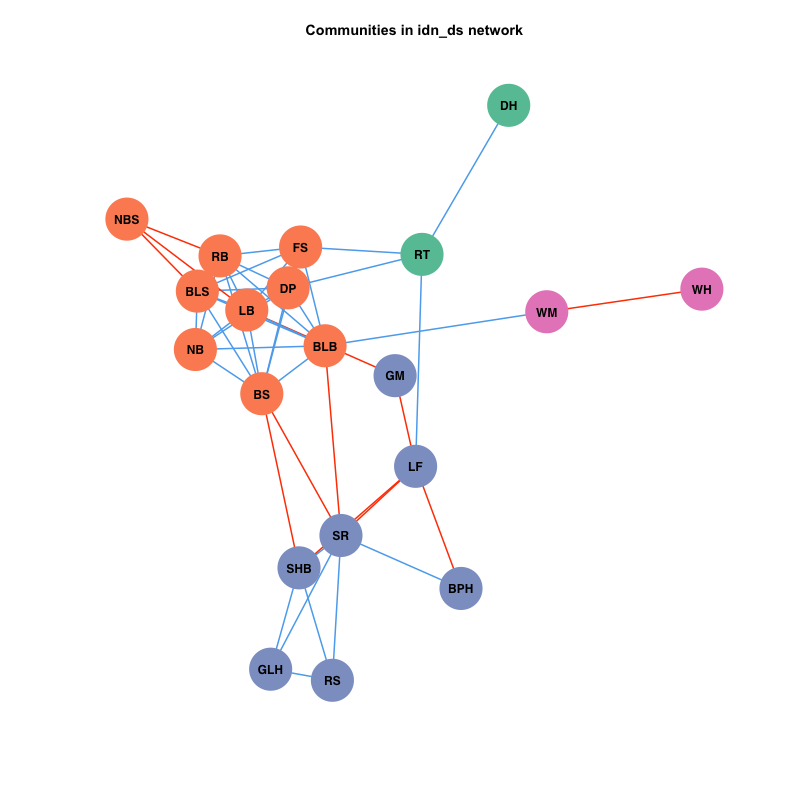 Communities in idn_ds network
DH
NBS
RB
FS
RT
BLS
DP
WH
LB
WM
NB
BLB
GM
BS
LF
SR
SHB
BPH
GLH
RS